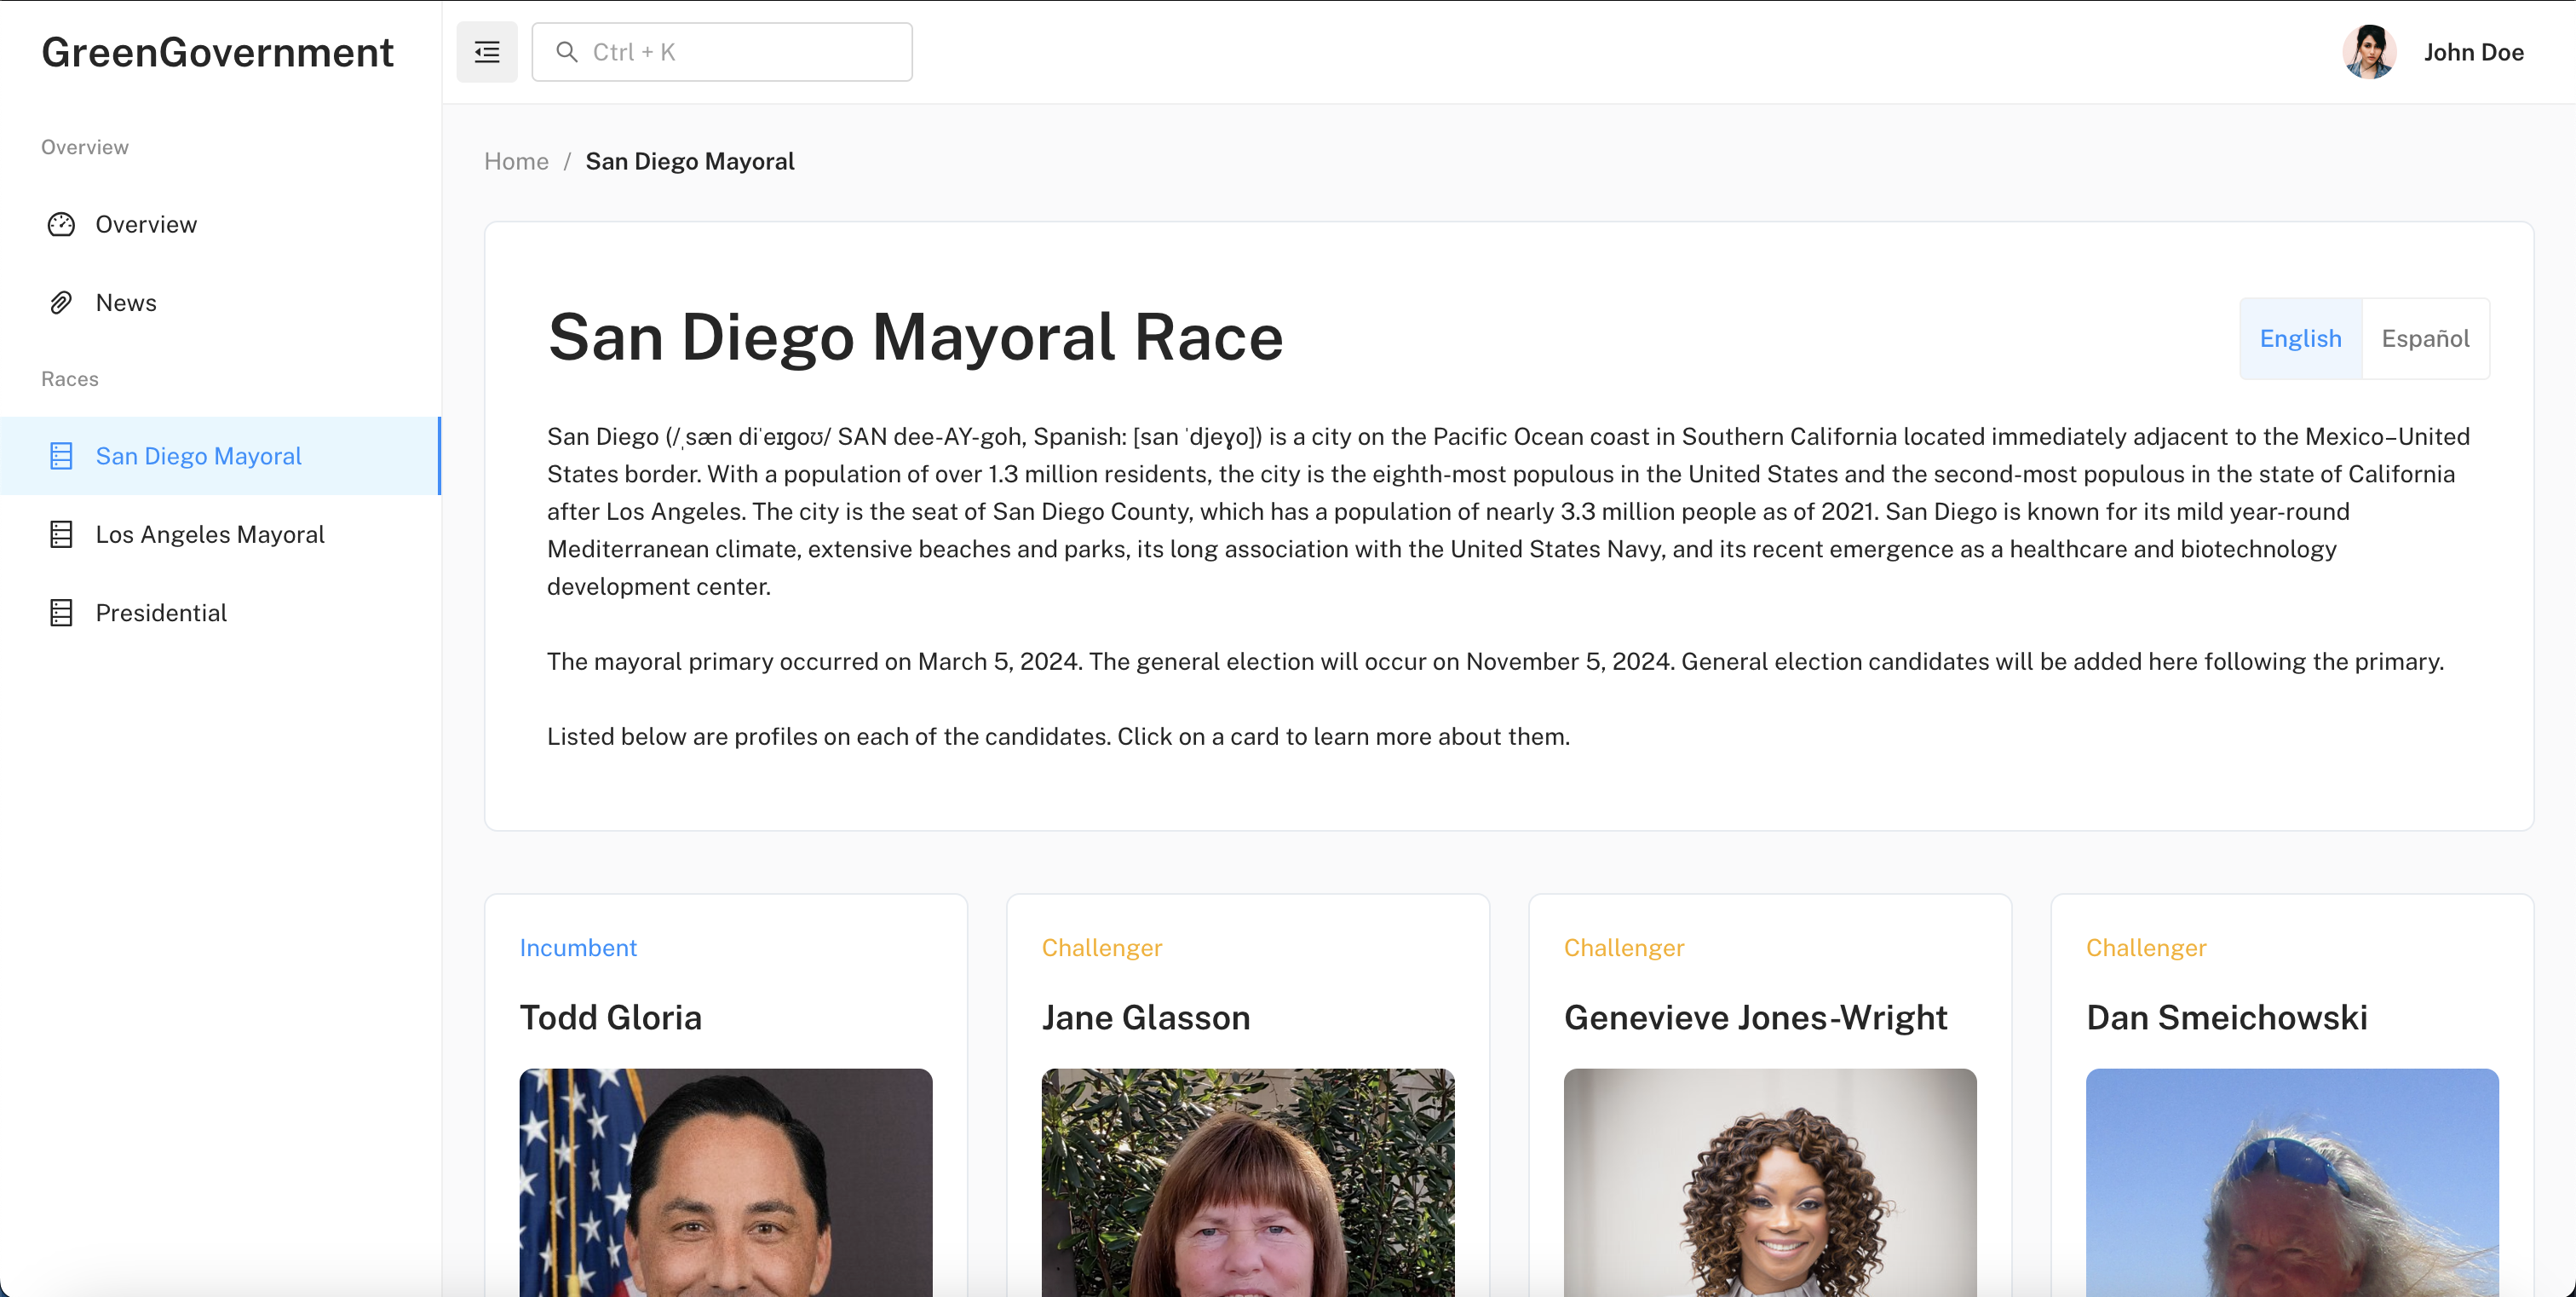 GreenGovernment
Ctrl + K
John Doe
Overview
Overview
News
Races
San Diego Mayoral
Los Angeles Mayoral
Presidential
Home / San Diego Mayoral
San Diego Mayoral Race
English
Español
San Diego (/ˌsæn diˈeɪɡoʊ/ SAN dee-AY-goh, Spanish: [san ˈdjeɣo]) is a city on the Pacific Ocean coast in Southern California located immediately adjacent to the Mexico–United
States border. With a population of over 1.3 million residents, the city is the eighth-most populous in the United States and the second-most populous in the state of California
after Los Angeles. The city is the seat of San Diego County, which has a population of nearly 3.3 million people as of 2021. San Diego is known for its mild year-round
Mediterranean climate, extensive beaches and parks, its long association with the United States Navy, and its recent emergence as a healthcare and biotechnology
development center.
The mayoral primary occurred on March 5, 2024. The general election will occur on November 5, 2024. General election candidates will be added here following the primary.
Listed below are profiles on each of the candidates. Click on a card to learn more about them.
Incumbent
Todd Gloria
Challenger
Jane Glasson
Challenger
Genevieve Jones-Wright
Challenger
Dan Smeichowski